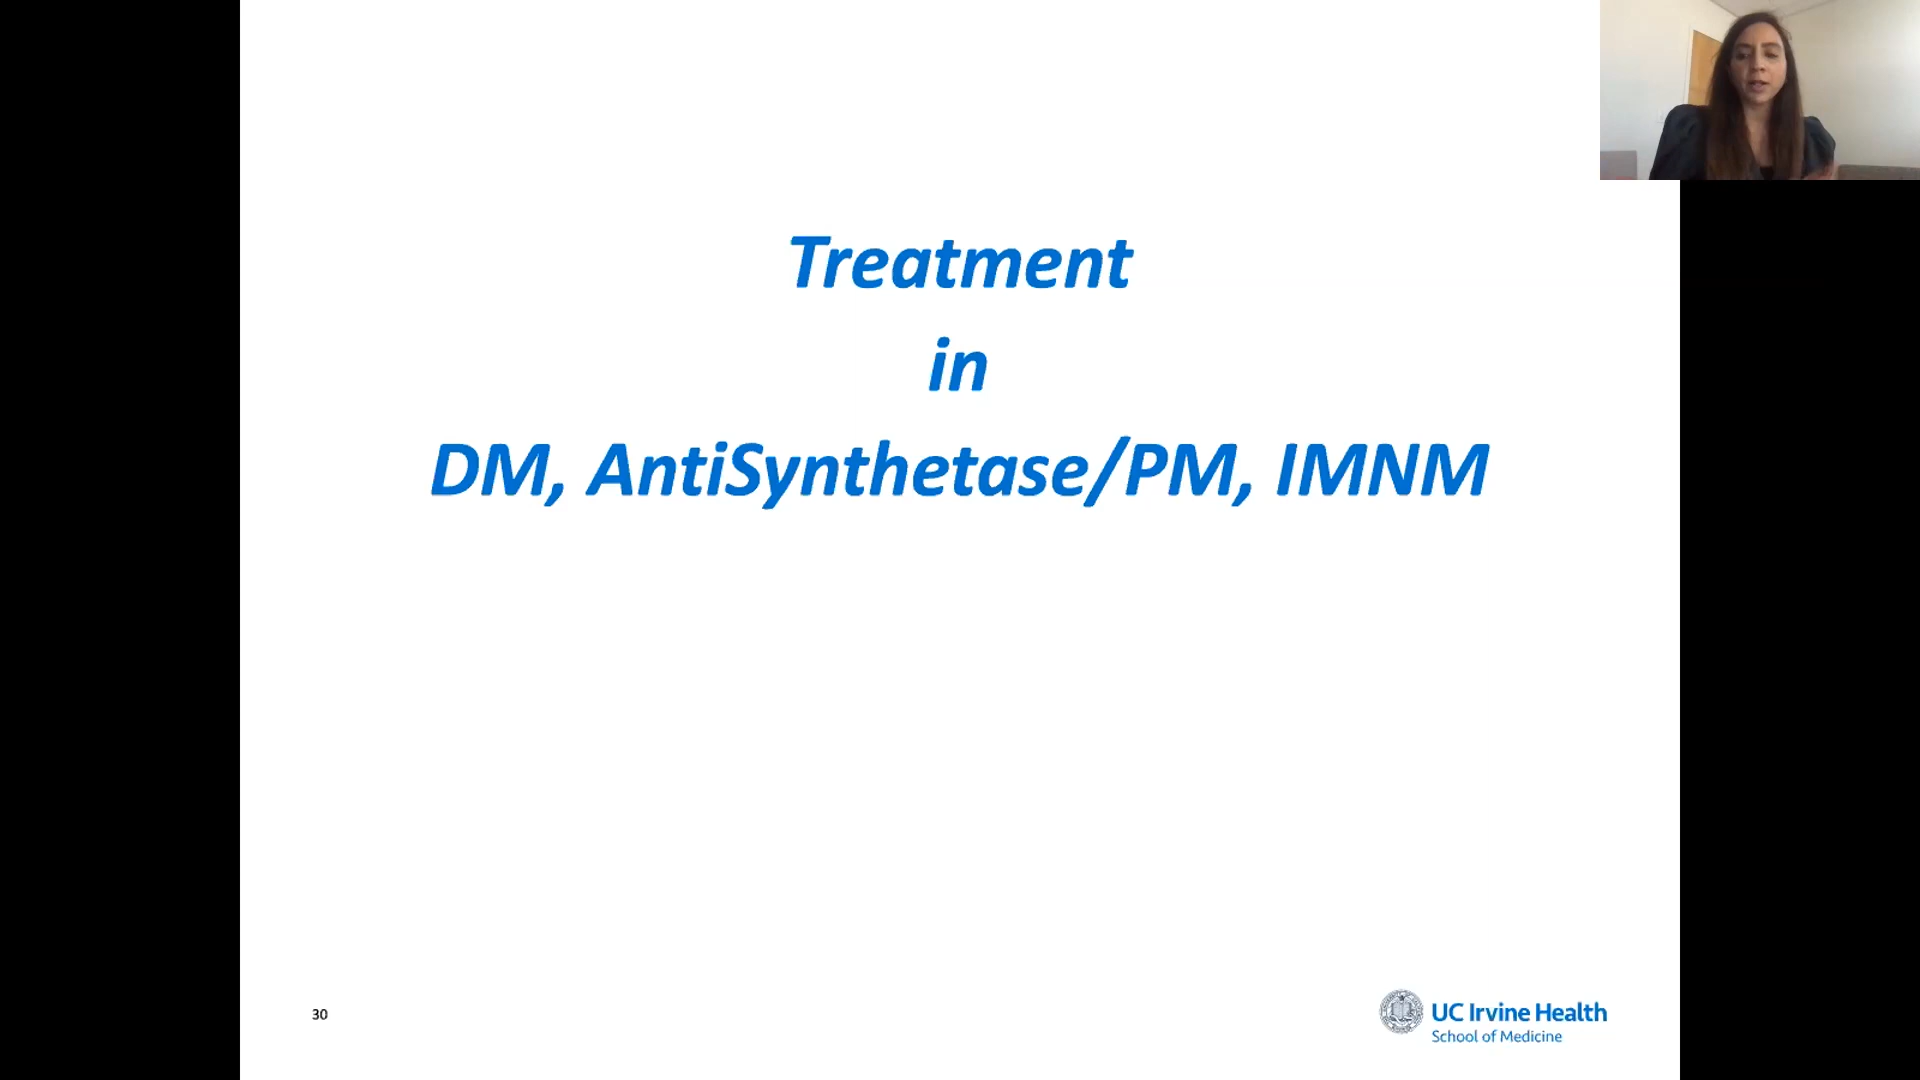 Treatment
in
DM, AntiSynthetase/PM, IMNM
30
UC Irvine Health
School of Medicine